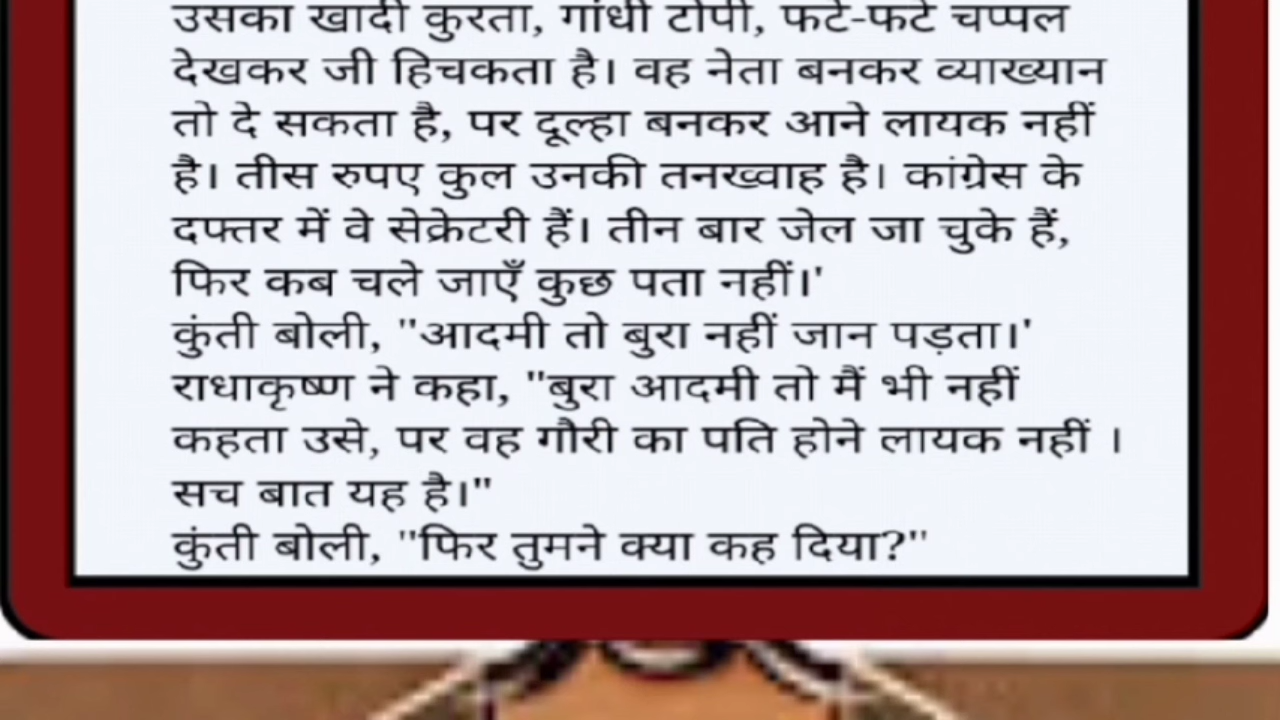 उसका खादी कुरता, गांधी टोपी, फटे-फटे चप्पल
देखकर जी हिचकता है। वह नेता बनकर व्याख्यान
तो दे सकता है, पर दूल्हा बनकर आने लायक नहीं
है। तीस रुपए कुल उनकी तनख्वाह है। कांग्रेस के
दफ्तर में वे सेक्रेटरी हैं। तीन बार जेल जा चुके हैं,
फिर कब चले जाएँ कुछ पता नहीं।'
कुंती बोली, "आदमी तो बुरा नहीं जान पड़ता।'
राधाकृष्ण ने कहा, "बुरा आदमी तो मैं भी नहीं
कहता उसे, पर वह गौरी का पति होने लायक नहीं ।
सच बात यह है।"
कुंती बोली, "फिर तुमने क्या कह दिया?"